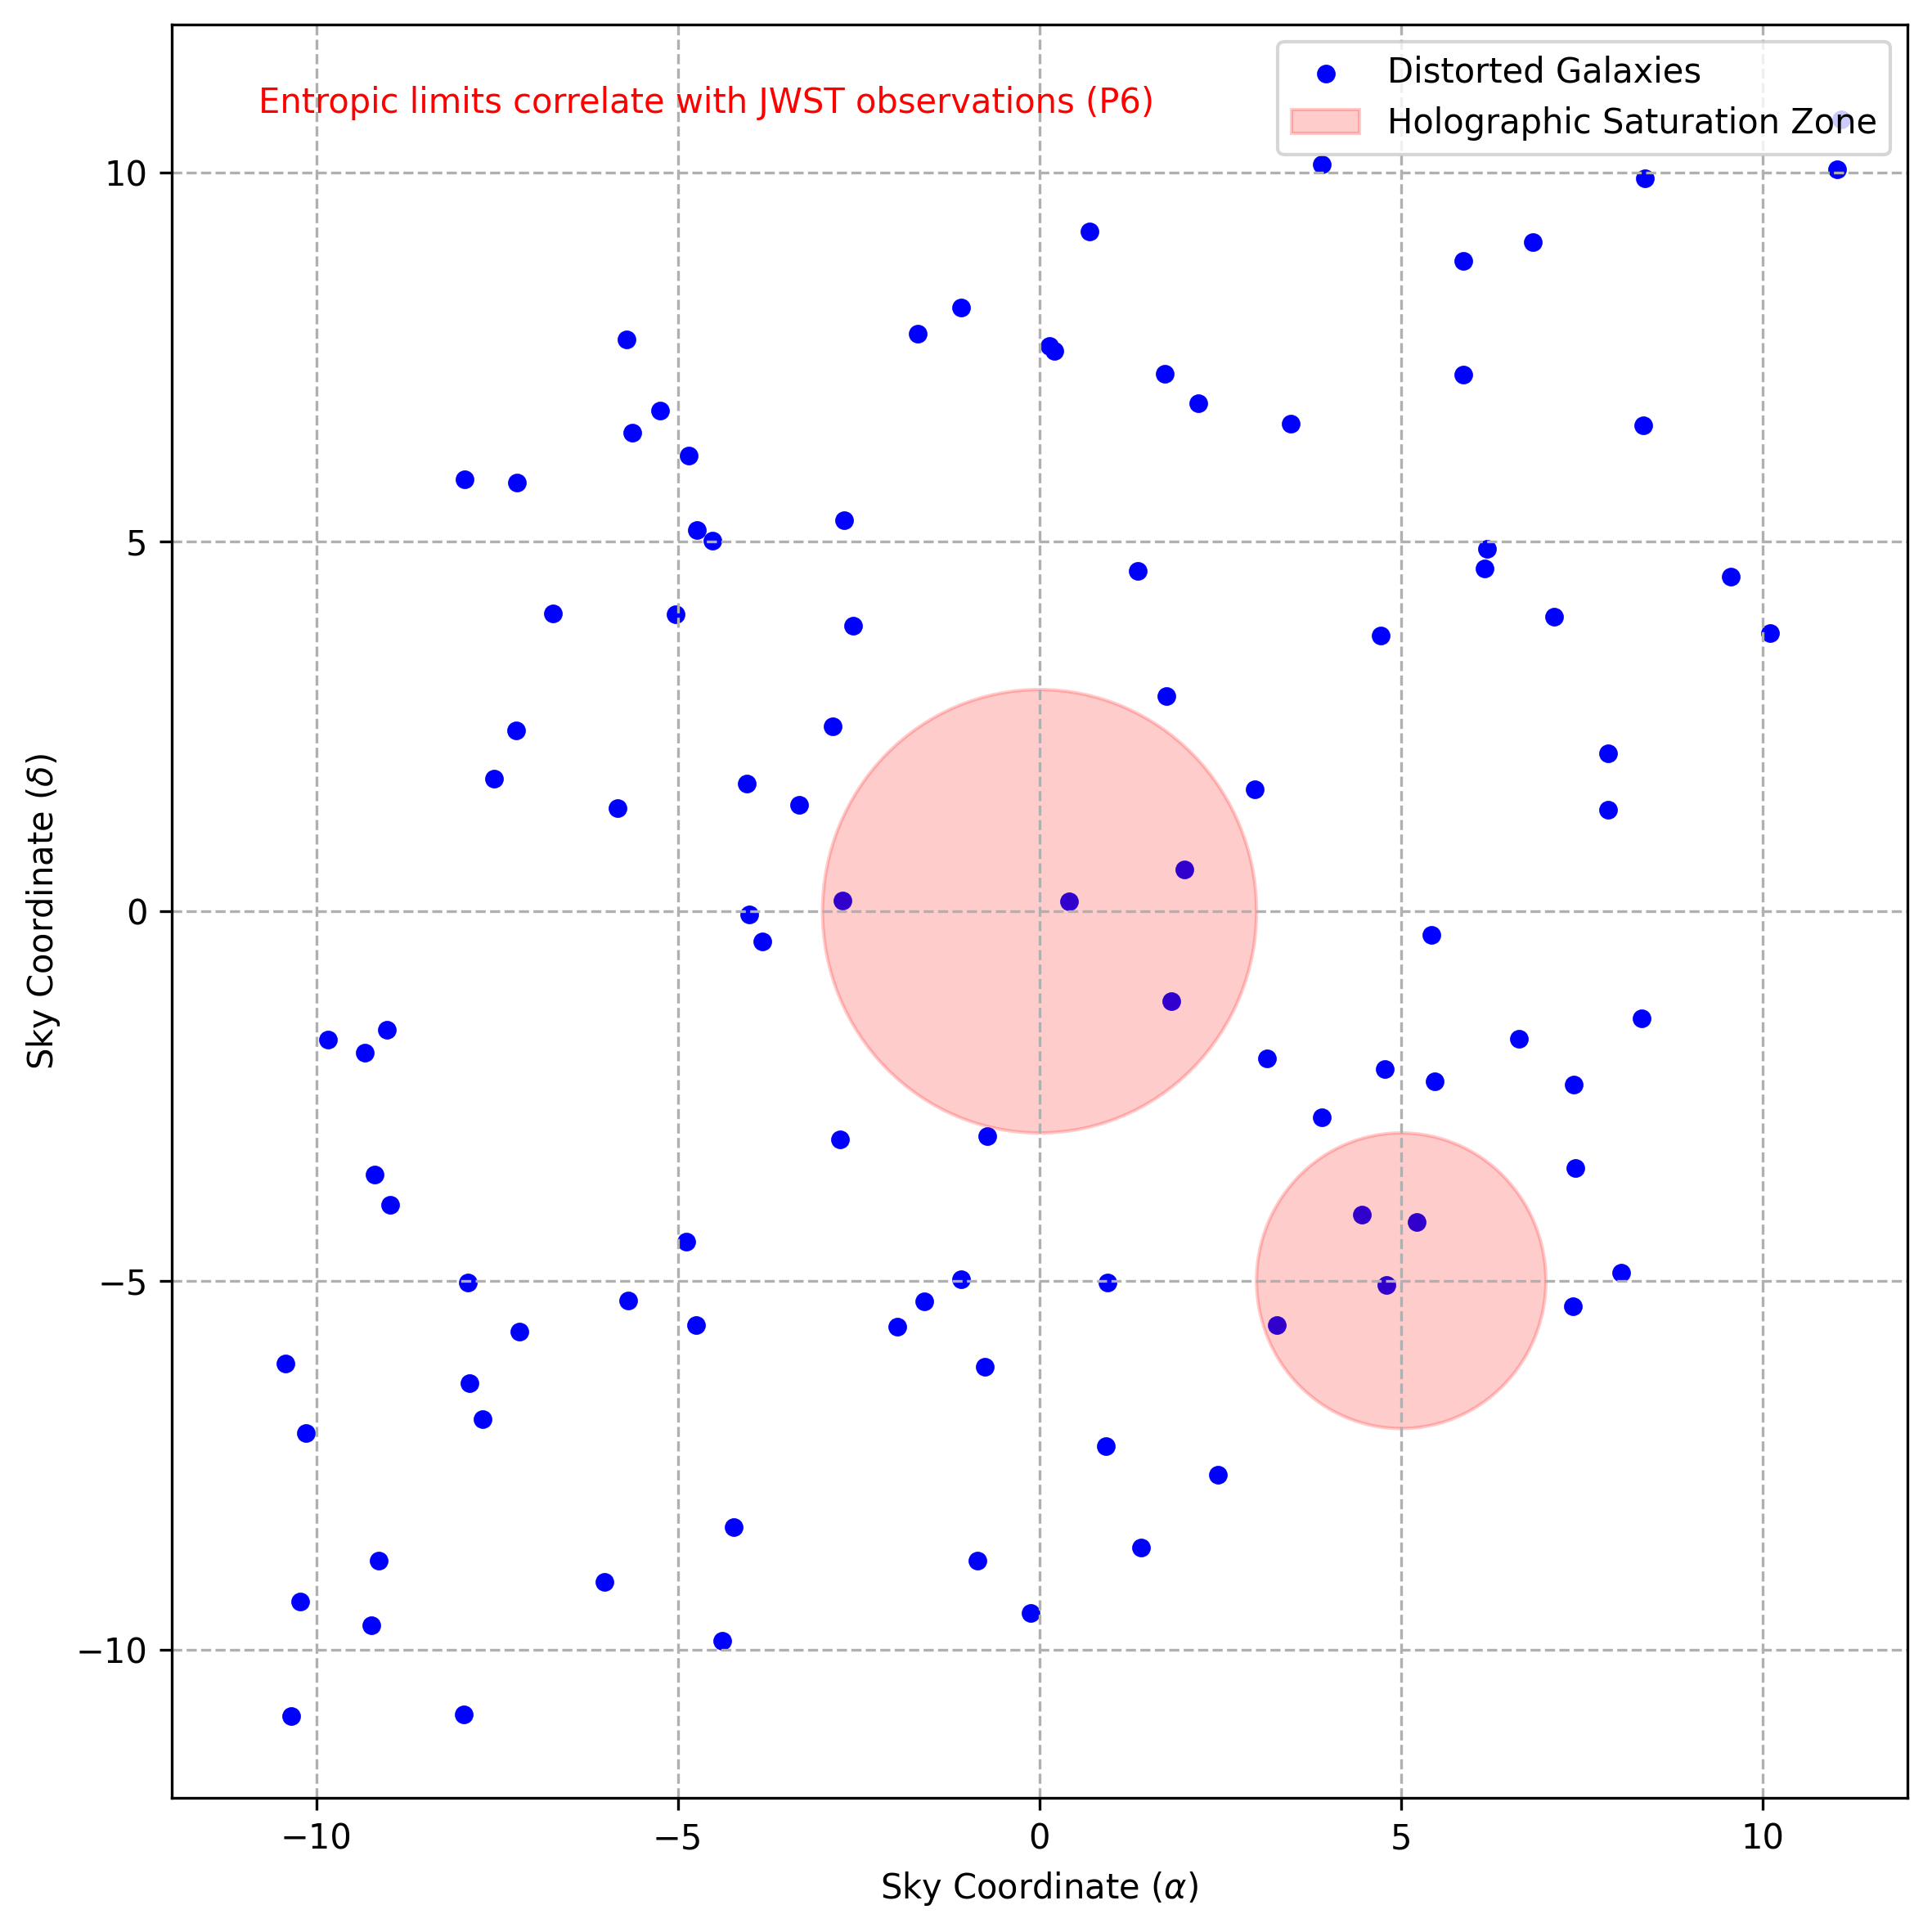 Entropic limits correlate with JWST observations (P6)
Distorted Galaxies
Holographic Saturation Zone
10
5
0
−5
−10
Sky Coordinate (δ)
−10
−5
0
5
10
Sky Coordinate (α)